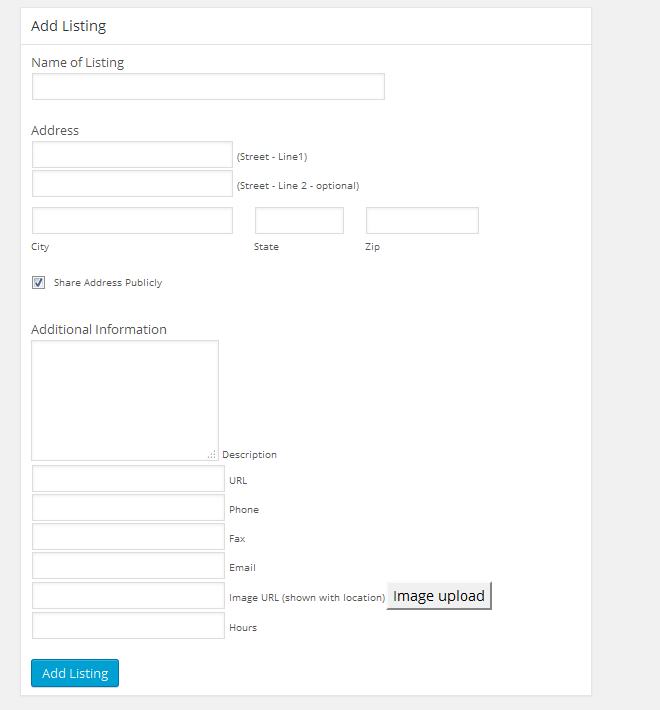 Add Listing
Name of Listing
Address
(Street - Line1)
(Street - Line 2 - optional)
City State Zip
Share Address Publicly
Additional Information
Description
URL
Phone
Fax
Email
Image URL (shown with location) Image upload
Hours
Add Listing